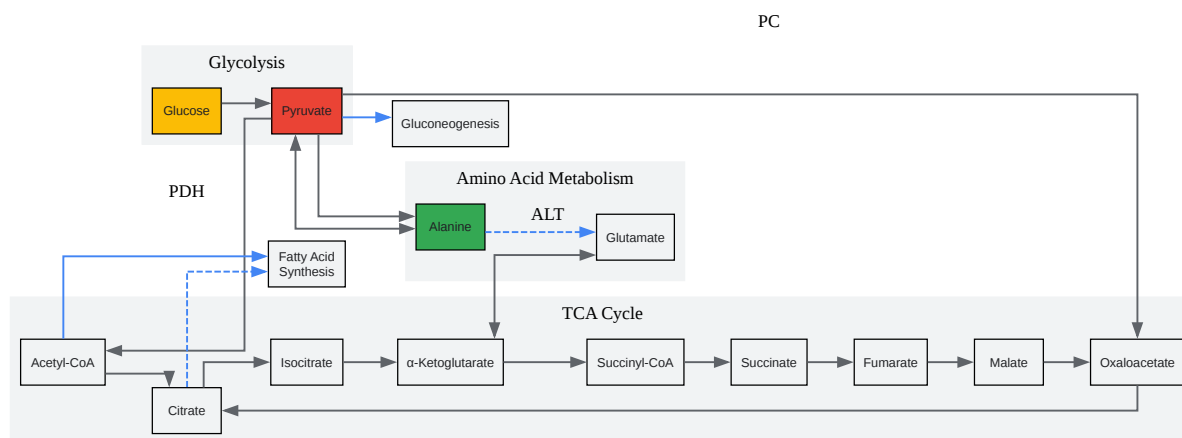 PC
Glycolysis
Glucose
Pyruvate
Gluconeogenesis
Amino Acid Metabolism
PDH
Alanine
ALT
Glutamate
Fatty Acid
Synthesis
TCA Cycle
Acetyl-CoA
Isocitrate
α-Ketoglutarate
Succinyl-CoA
Succinate
Fumarate
Malate
Oxaloacetate
Citrate